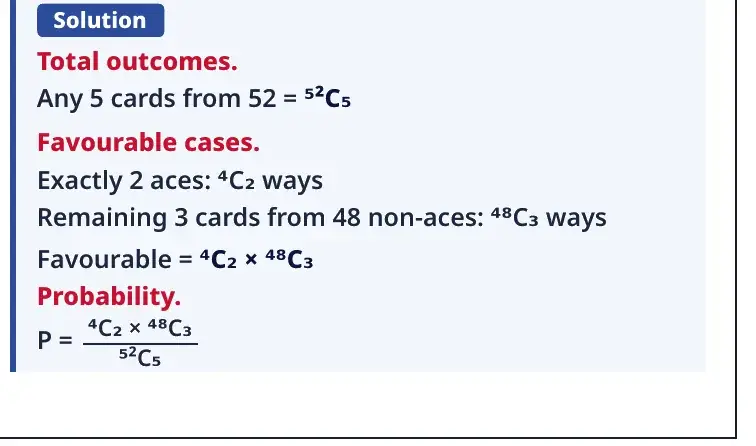 Solution
Total outcomes.
Any 5 cards from 52 = ⁵²C₅
Favourable cases.
Exactly 2 aces: ⁴C₂ ways
Remaining 3 cards from 48 non-aces: ⁴⁸C₃ ways
Favourable = ⁴C₂ × ⁴⁸C₃
Probability.
P = ⁴C₂ × ⁴⁸C₃
⁵²C₅